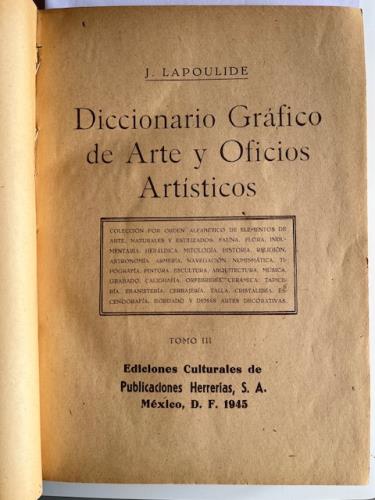 J. LAPOULIDE
Diccionario Gráfico
de Arte y Oficios
Artísticos
COLECCIÓN POR ORDEN ALFABÉTICO DE ELEMENTOS DE
ARTE, NATURALES Y ESTILIZADOS. FAUNA, FLORA, INDU-
MENTARIA, HERÁLDICA, MITOLOGÍA, HISTORIA, RELIGIÓN,
ASTRONOMÍA, ARMERÍA, NAVEGACIÓN, NUMISMÁTICA, TI-
POGRAFÍA, PINTURA, ESCULTURA, ARQUITECTURA, MÚSICA,
GRABADO, CALIGRAFÍA, ORFEBRERÍA, CERÁMICA, TAPICE-
RÍA, EBANISTERÍA, CERRAJERÍA, TALLA, CRISTALERÍA, ES-
CENOGRAFÍA, BORDADO Y DEMÁS ARTES DECORATIVAS.
TOMO III
Ediciones Culturales de
Publicaciones Herrerías, S. A.
México, D. F. 1945